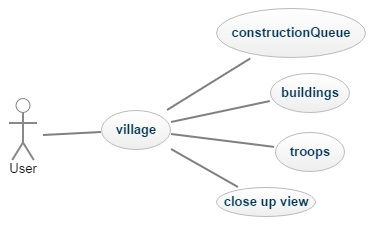 constructionQueue
buildings
village
troops
User
close up view